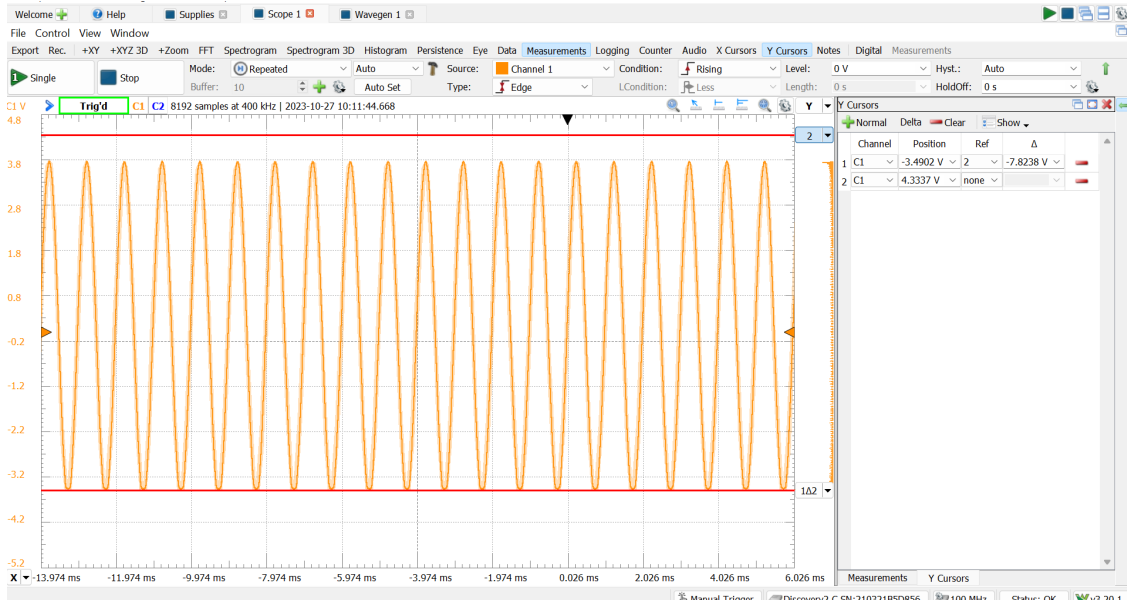 Welcome Help Supplies Scope 1 Wavegen 1
File Control View Window
Export Rec. +XY +XYZ 3D +Zoom FFT Spectrogram Spectrogram 3D Histogram Persistence Eye Data Measurements Logging Counter Audio X Cursors Y Cursors Notes Digital Measurements
1 Single Stop Mode: Repeated Auto Source: Channel 1 Condition: Rising Level: 0 V Hyst.: Auto
Buffer: 10 Auto Set Type: Edge LCondition: Less Length: 0 s HoldOff: 0 s
C1 V Trig'd C1 C2 8192 samples at 400 kHz | 2023-10-27 10:11:44.668 Y
Y Cursors
Normal Delta Clear Show
Channel Position Ref Δ
1 C1 -3.4902 V 2 -7.8238 V
2 C1 4.3337 V none
4.8
2
3.8
2.8
1.8
0.8
-0.2
-1.2
-2.2
-3.2
1Δ2
-4.2
-5.2
X -13.974 ms -11.974 ms -9.974 ms -7.974 ms -5.974 ms -3.974 ms -1.974 ms 0.026 ms 2.026 ms 4.026 ms 6.026 ms
Measurements Y Cursors
Manual Trigger Discovery2 C SN:210321B5D856 100 MHz Status: OK v3.20.1